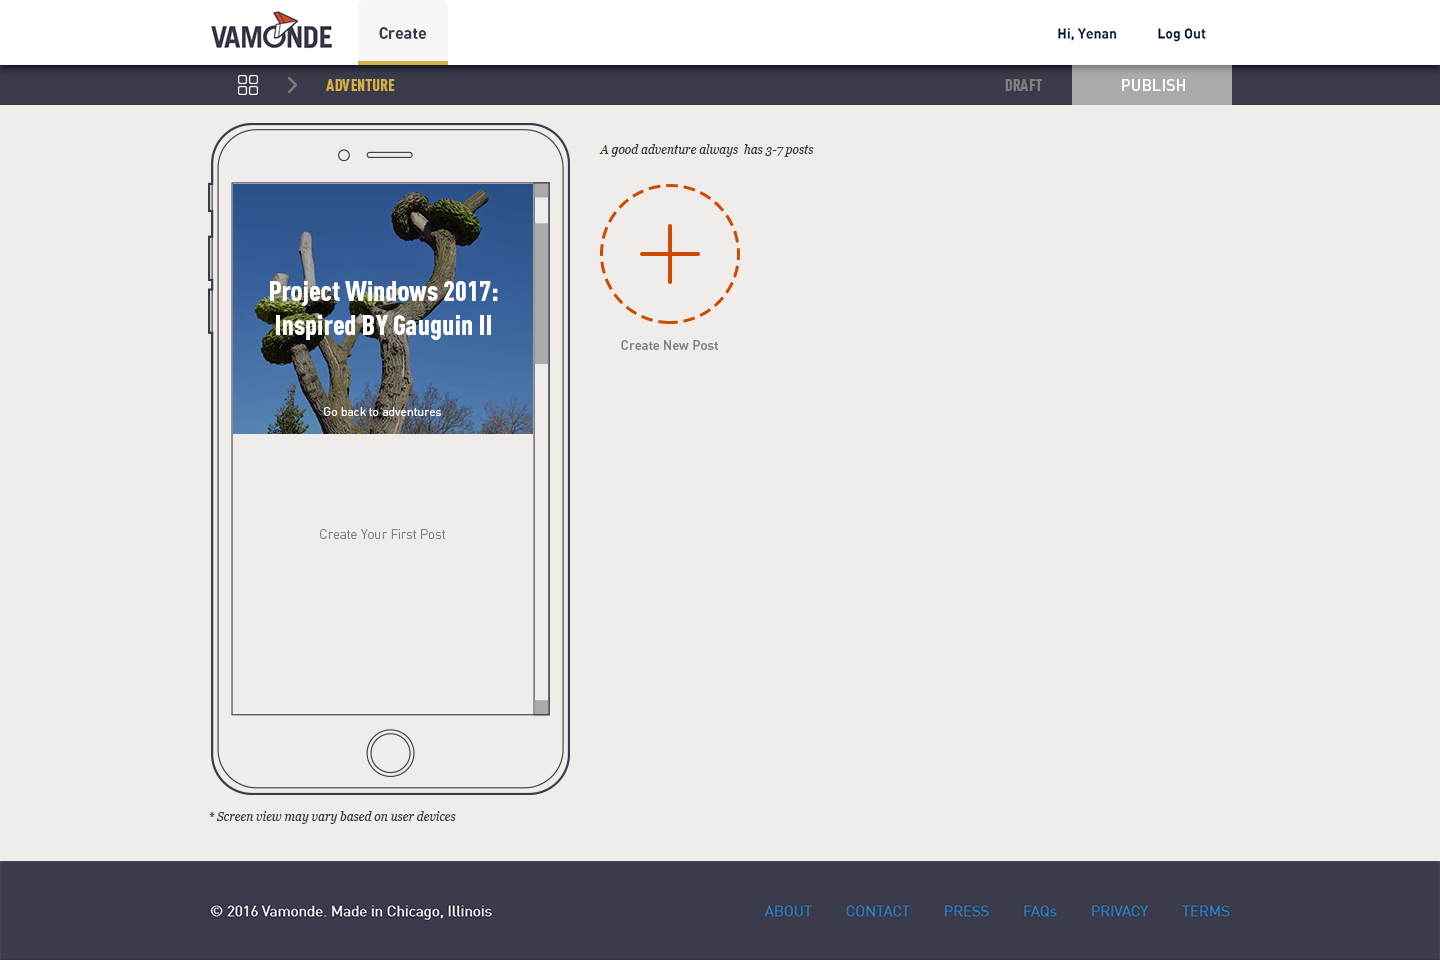 VAMONDE
Create
Hi, Yenan
Log Out
ADVENTURE
DRAFT
PUBLISH
A good adventure always has 3-7 posts
Project Windows 2017:
Inspired BY Gauguin II
Go back to adventures
Create New Post
Create Your First Post
* Screen view may vary based on user devices
© 2016 Vamonde. Made in Chicago, Illinois
ABOUT
CONTACT
PRESS
FAQs
PRIVACY
TERMS